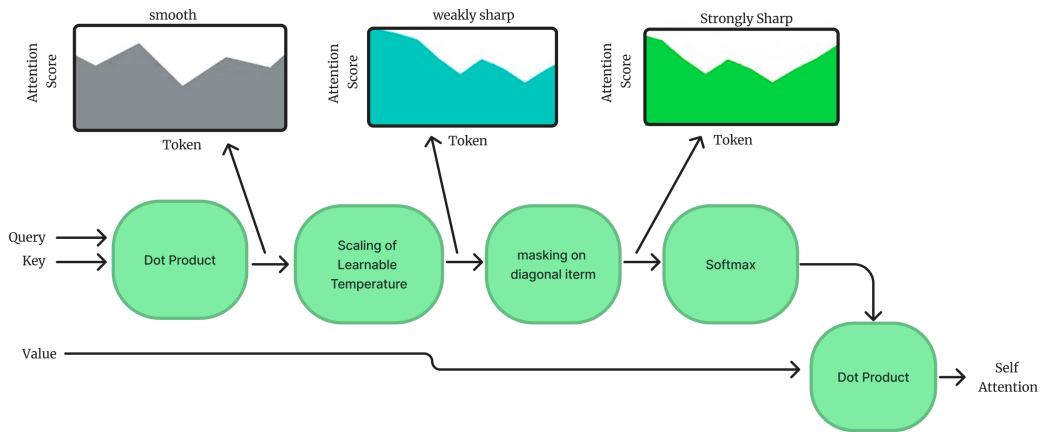 smooth
weakly sharp
Strongly Sharp
Attention
Score
Attention
Score
Attention
Score
Token
Token
Token
Query
Key
Dot Product
Scaling of
Learnable
Temperature
masking on
diagonal iterm
Softmax
Value
Dot Product
Self
Attention